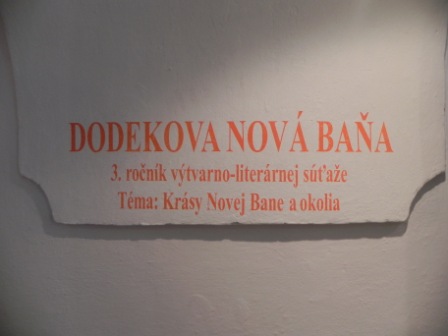 DODEKOVA NOVÁ BAŇA
3. ročník výtvarno-literárnej súťaže
Téma: Krásy Novej Bane a okolia